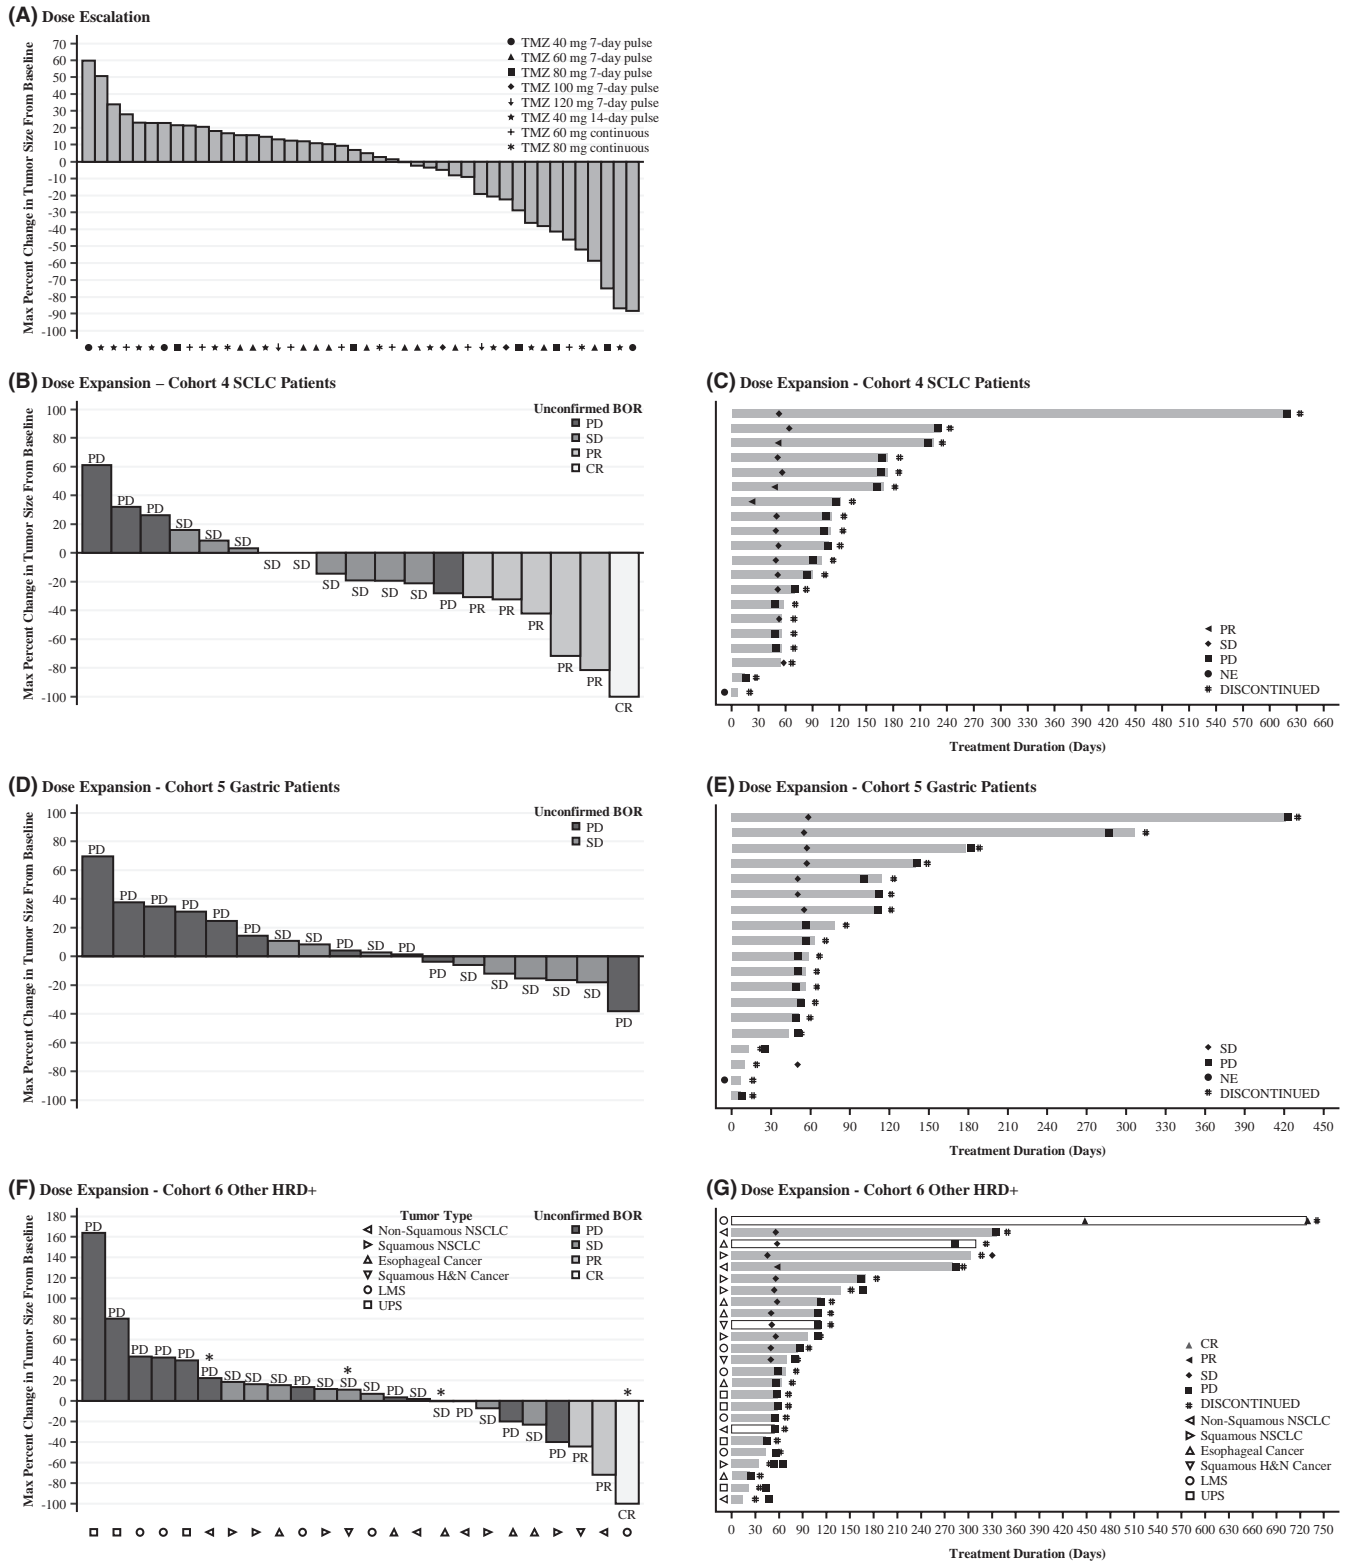 (A) Dose Escalation
Max Percent Change in Tumor Size From Baseline
70
60
50
40
30
20
10
0
-10
-20
-30
-40
-50
-60
-70
-80
-90
-100
TMZ 40 mg 7-day pulse
TMZ 60 mg 7-day pulse
TMZ 80 mg 7-day pulse
TMZ 100 mg 7-day pulse
TMZ 120 mg 7-day pulse
TMZ 40 mg 14-day pulse
TMZ 60 mg continuous
TMZ 80 mg continuous
(B) Dose Expansion – Cohort 4 SCLC Patients
Max Percent Change in Tumor Size From Baseline
100
80
60
40
20
0
-20
-40
-60
-80
-100
Unconfirmed BOR
PD
SD
PR
CR
PD PD PD SD SD SD SD SD SD SD SD SD PD PR PR PR PR PR CR
(C) Dose Expansion - Cohort 4 SCLC Patients
PR
SD
PD
NE
DISCONTINUED
0 30 60 90 120 150 180 210 240 270 300 330 360 390 420 450 480 510 540 570 600 630 660
Treatment Duration (Days)
(D) Dose Expansion - Cohort 5 Gastric Patients
Max Percent Change in Tumor Size From Baseline
100
80
60
40
20
0
-20
-40
-60
-80
-100
Unconfirmed BOR
PD
SD
PD PD PD PD PD PD SD SD PD SD PD PD SD SD SD SD SD PD
(E) Dose Expansion - Cohort 5 Gastric Patients
SD
PD
NE
DISCONTINUED
0 30 60 90 120 150 180 210 240 270 300 330 360 390 420 450
Treatment Duration (Days)
(F) Dose Expansion - Cohort 6 Other HRD+
Max Percent Change in Tumor Size From Baseline
180
160
140
120
100
80
60
40
20
0
-20
-40
-60
-80
-100
Tumor Type
Non-Squamous NSCLC
Squamous NSCLC
Esophageal Cancer
Squamous H&N Cancer
LMS
UPS
Unconfirmed BOR
PD
SD
PR
CR
PD PD PD PD PD PD SD SD SD PD SD SD SD PD SD SD PD SD PD SD PD PR PR CR
* * * *
(G) Dose Expansion - Cohort 6 Other HRD+
CR
PR
SD
PD
DISCONTINUED
Non-Squamous NSCLC
Squamous NSCLC
Esophageal Cancer
Squamous H&N Cancer
LMS
UPS
0 30 60 90 120 150 180 210 240 270 300 330 360 390 420 450 480 510 540 570 600 630 660 690 720 750
Treatment Duration (Days)